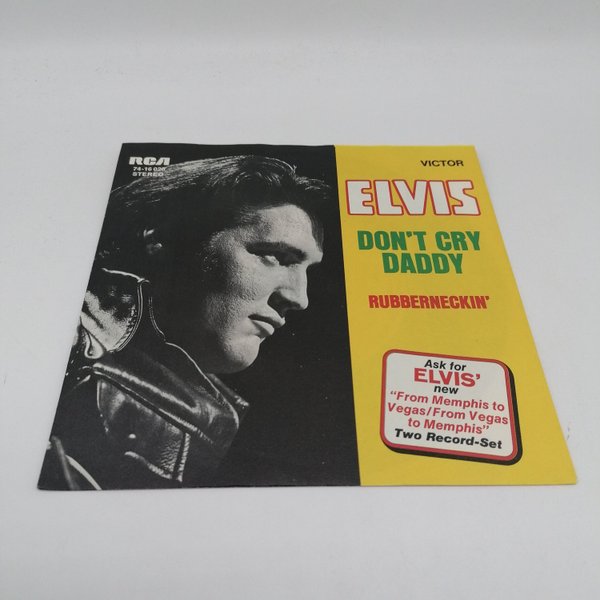 RCA
74-16 020
STEREO
VICTOR
ELVIS
DON'T CRY
DADDY
RUBBERNECKIN'
Ask for
ELVIS'
new
"From Memphis to
Vegas/From Vegas
to Memphis"
Two Record-Set